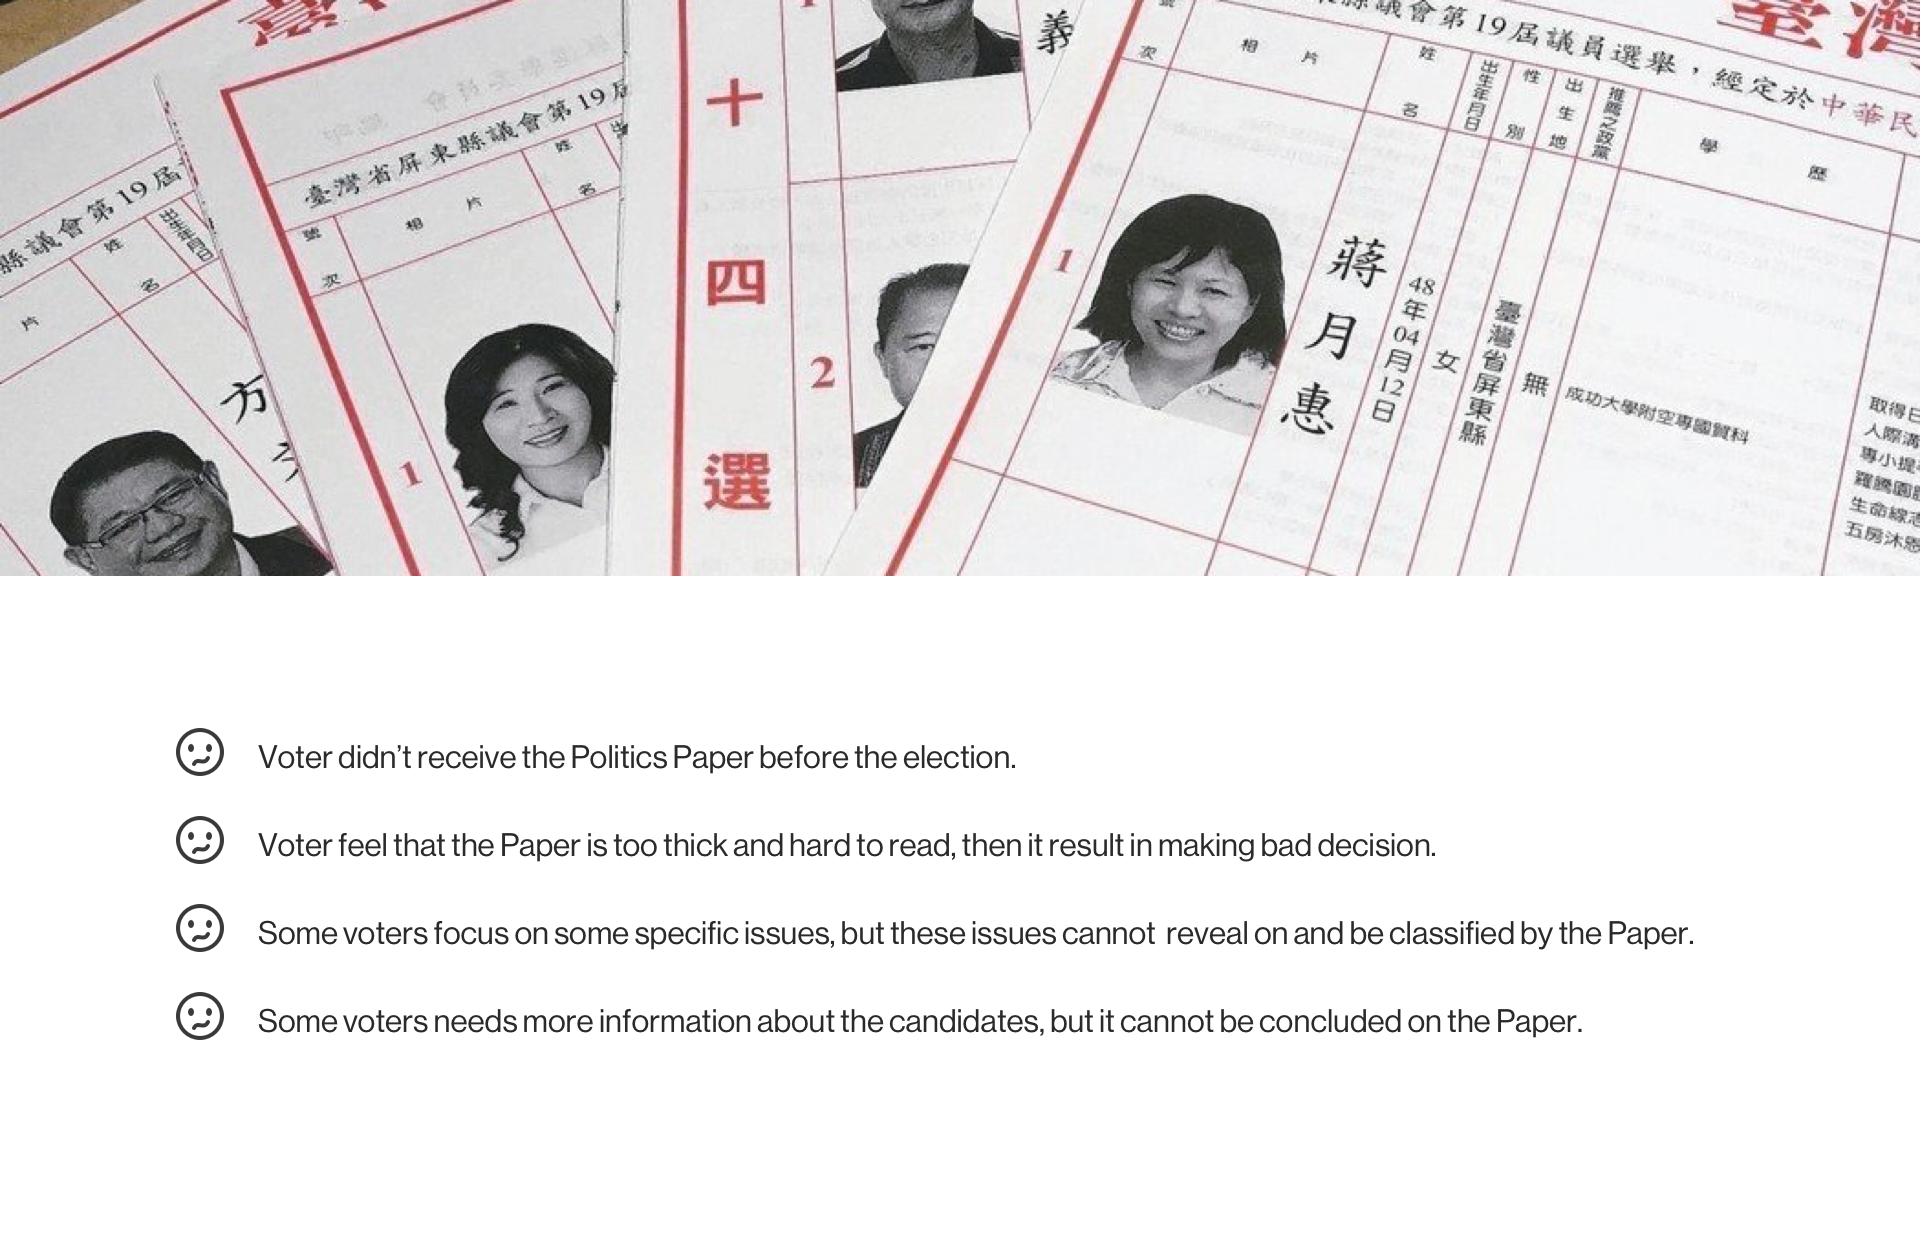 縣議會第19屆
片
姓名
出生年月日
方
臺灣省屏東縣議會第19屆
號次
相片
姓名
1
十四選
義
2
縣議會第19屆議員選舉，經定於中華民
次
相片
姓名
出生年月日
性別
出生地
推薦之政黨
學歷
1
蔣月惠
48年04月12日
女
臺灣省屏東縣
無
成功大學附空專國貿科
取得
人際溝
專小提
生命線志
五房沐恩
Voter didn’t receive the Politics Paper before the election.
Voter feel that the Paper is too thick and hard to read, then it result in making bad decision.
Some voters focus on some specific issues, but these issues cannot reveal on and be classified by the Paper.
Some voters needs more information about the candidates, but it cannot be concluded on the Paper.